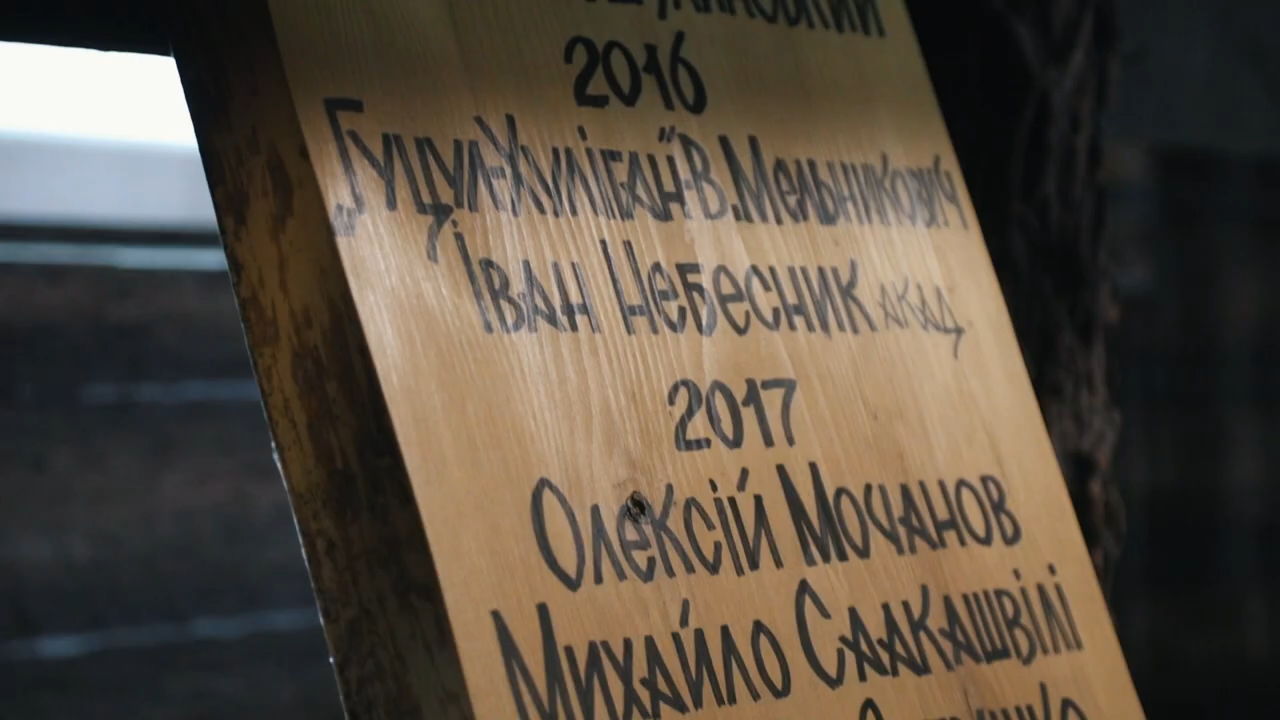 2016
„Гуцул-Хуліган" В. Мельникович
Іван Небесник акад.
2017
Олексій Мочанов
Михайло Саакашвілі